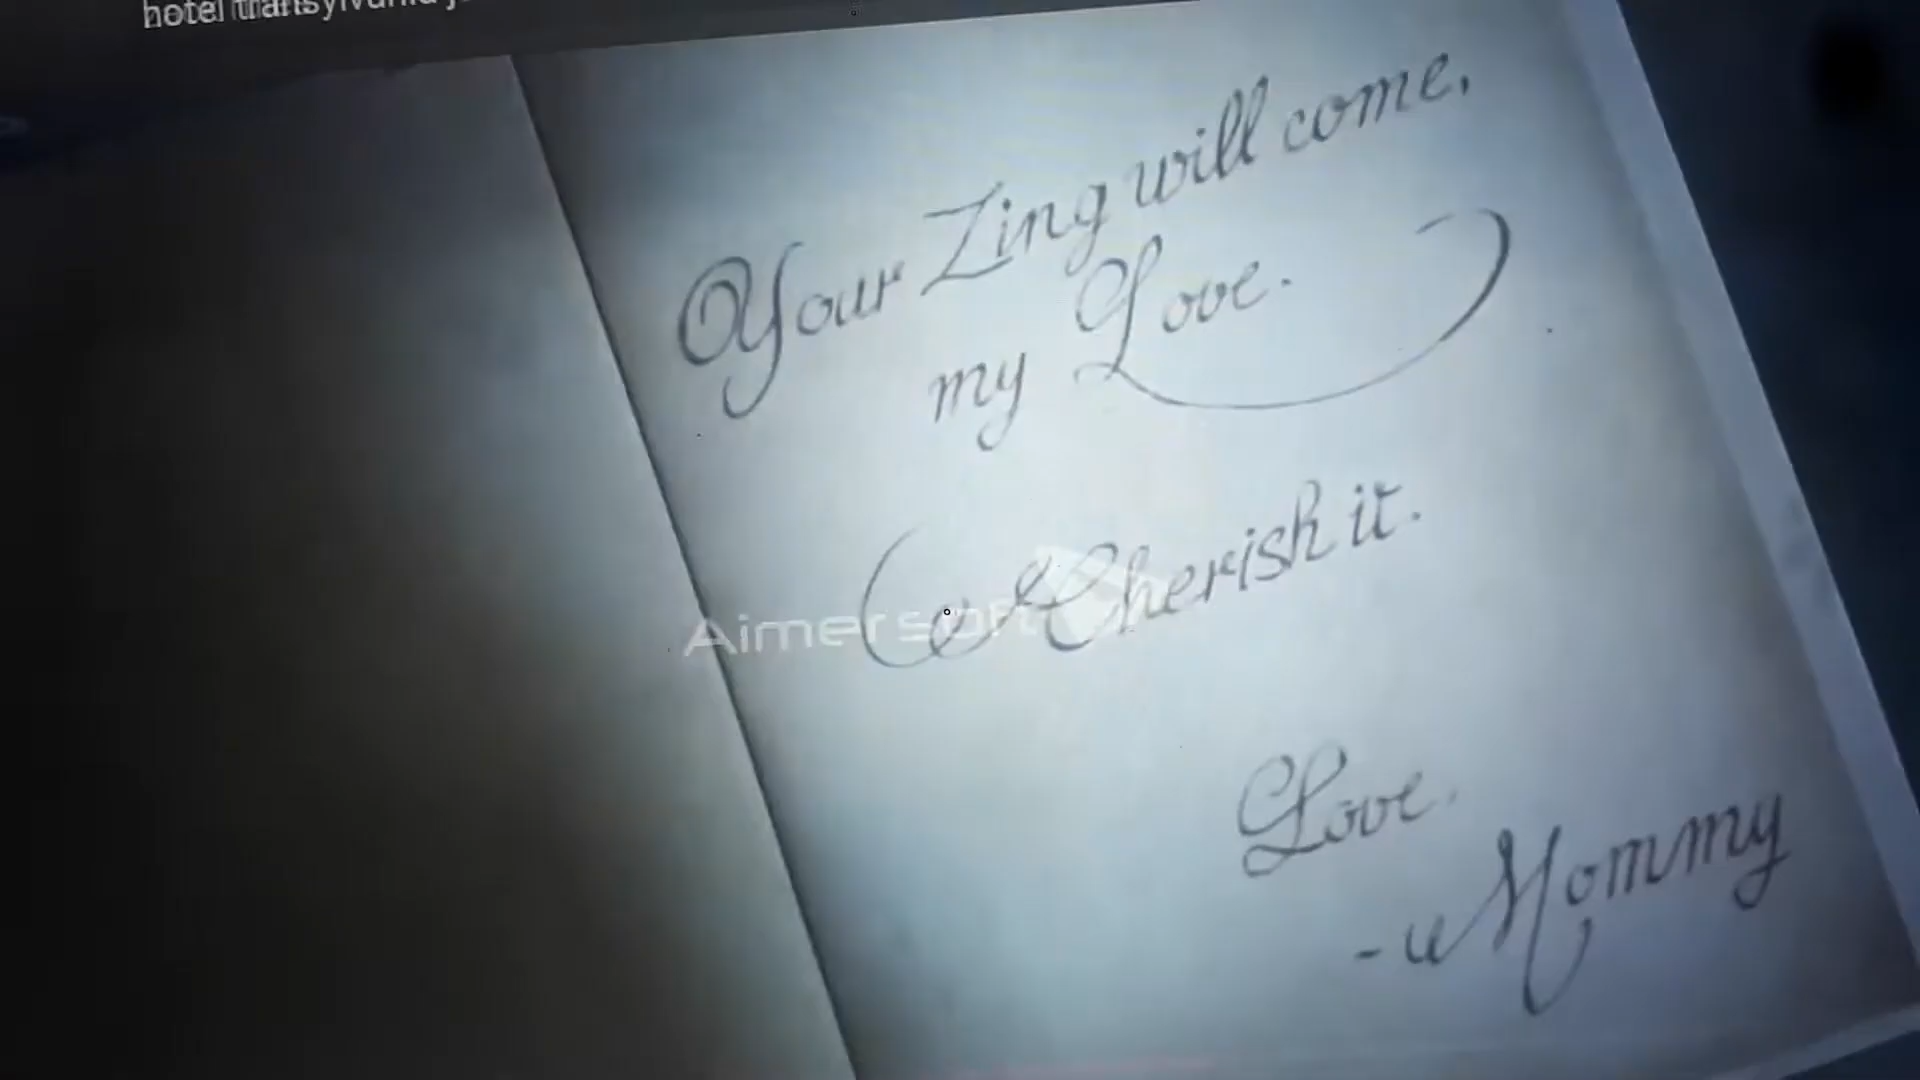 hotel transylvania
Your Zing will come,
my Love.
Cherish it.
Aimersoft
Love.
- Mommy